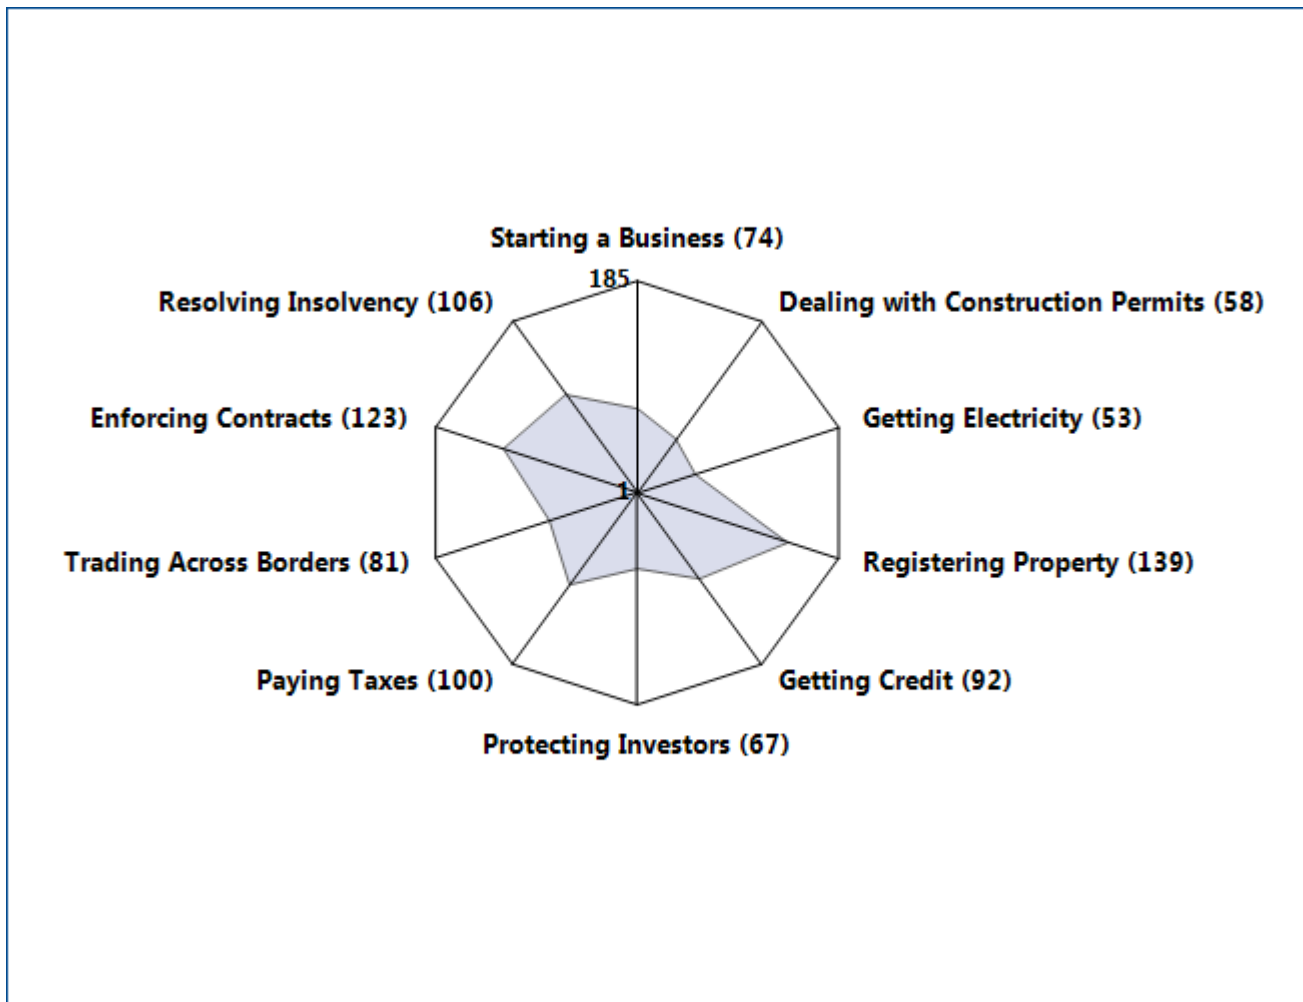 Starting a Business (74)
185
Resolving Insolvency (106)
Dealing with Construction Permits (58)
Enforcing Contracts (123)
Getting Electricity (53)
1
Trading Across Borders (81)
Registering Property (139)
Paying Taxes (100)
Getting Credit (92)
Protecting Investors (67)